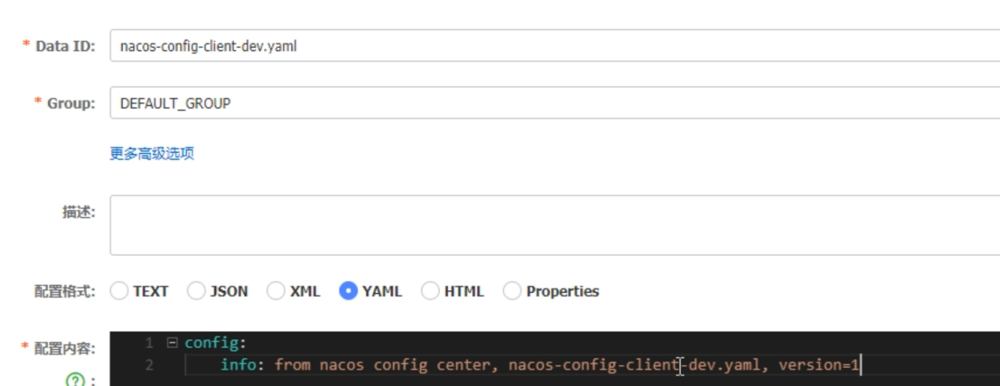 * Data ID: nacos-config-client-dev.yaml
* Group: DEFAULT_GROUP
更多高级选项
描述:
配置格式: TEXT JSON XML YAML HTML Properties
* 配置内容: 1 config:
2 info: from nacos config center, nacos-config-client-dev.yaml, version=1
? :